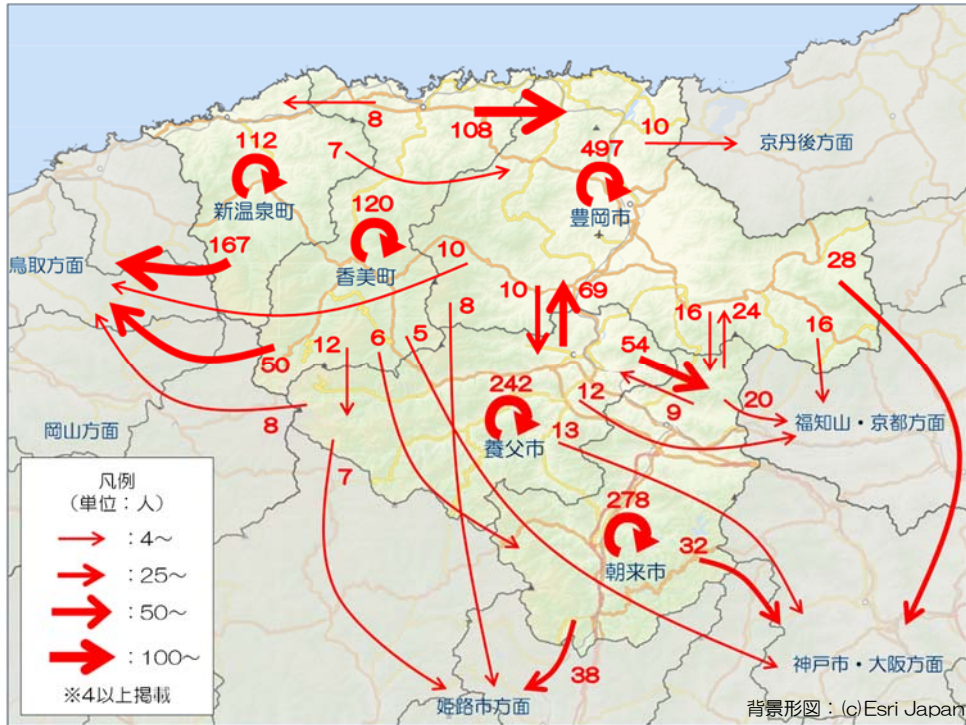 8
108
10
京丹後方面
112
7
497
新温泉町
120
豊岡市
167
鳥取方面
香美町
10
28
10
69
8
16
24
16
50
12
6
5
54
242
12
9
20
福知山・京都方面
8
岡山方面
13
養父市
7
凡例
(単位:人)
:4～
:25～
:50～
:100～
※4以上掲載
278
32
朝来市
38
神戸市・大阪方面
姫路市方面
背景形図:(c)Esri Japan